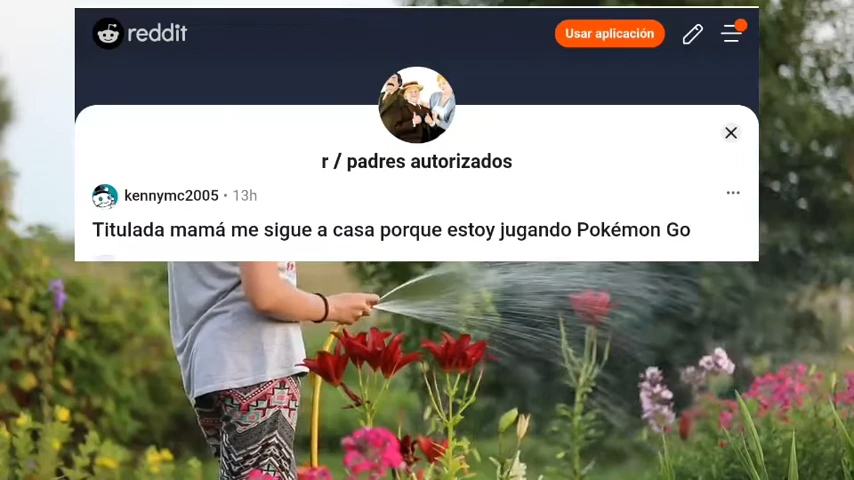 reddit
Usar aplicación
r / padres autorizados
kennymc2005 • 13h
Titulada mamá me sigue a casa porque estoy jugando Pokémon Go